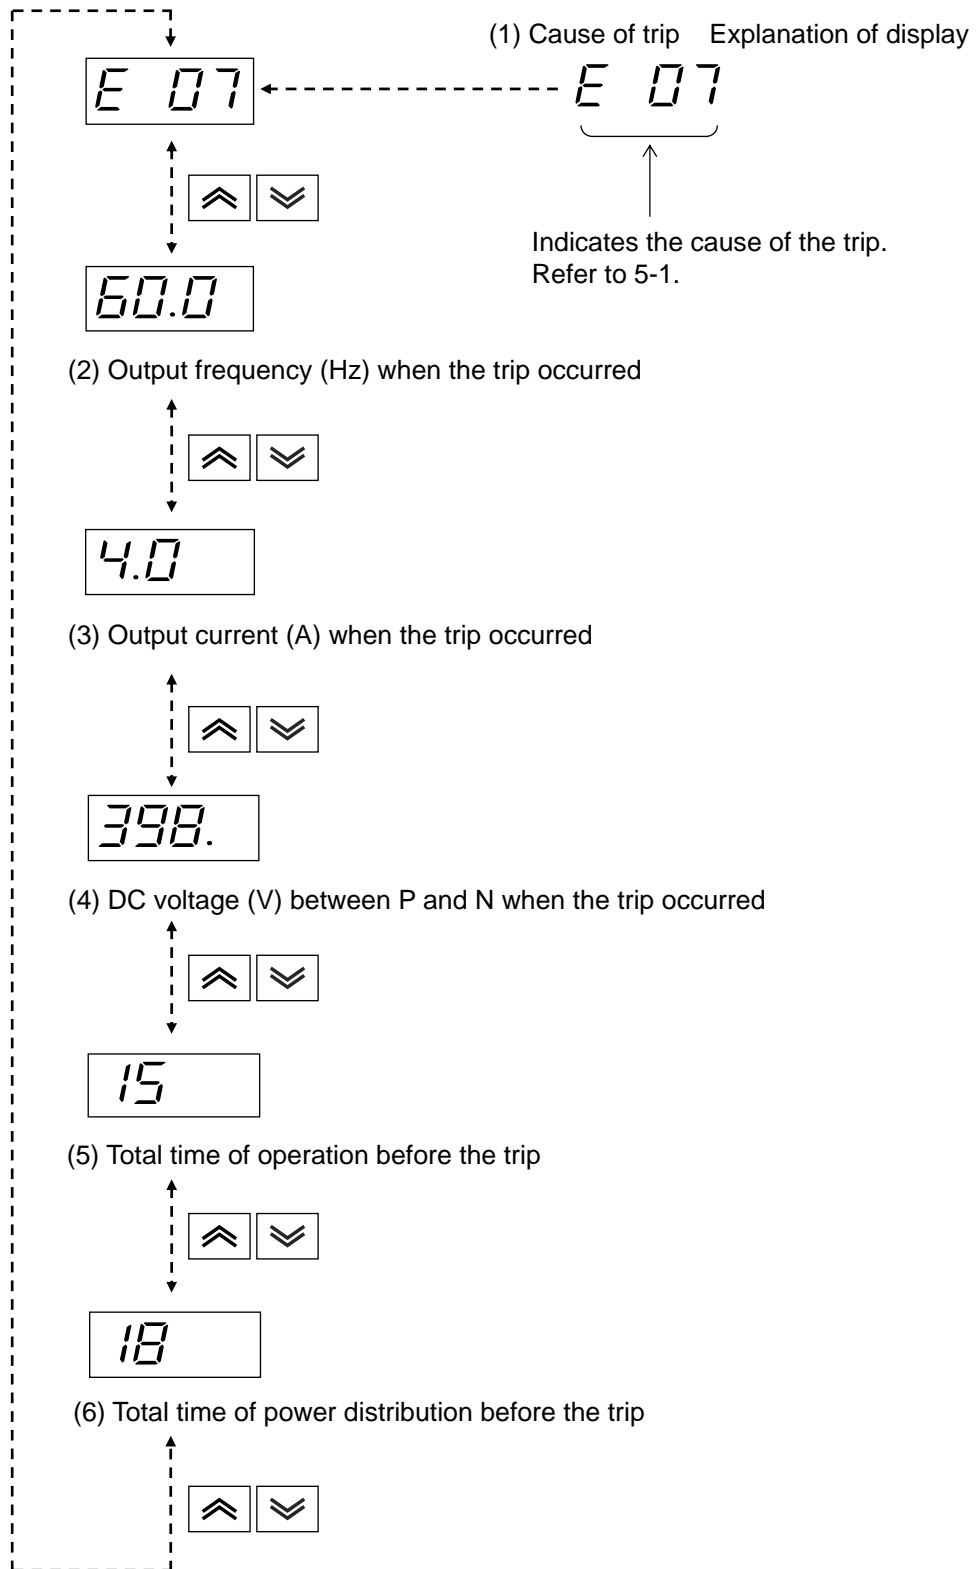 (1) Cause of trip Explanation of display
E 07
E 07
Indicates the cause of the trip.
Refer to 5-1.
60.0
(2) Output frequency (Hz) when the trip occurred
4.0
(3) Output current (A) when the trip occurred
398.
(4) DC voltage (V) between P and N when the trip occurred
15
(5) Total time of operation before the trip
18
(6) Total time of power distribution before the trip